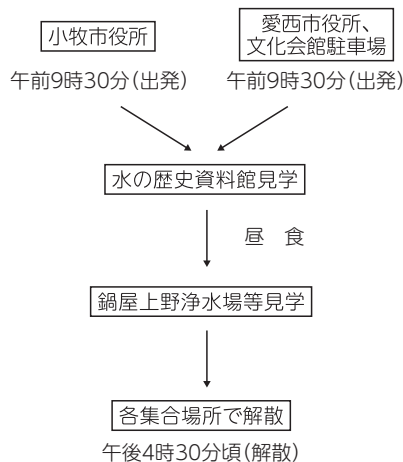 小牧市役所
愛西市役所、
文化会館駐車場
午前9時30分(出発)
午前9時30分(出発)
水の歴史資料館見学
昼　食
鍋屋上野浄水場等見学
各集合場所で解散
午後4時30分頃(解散)